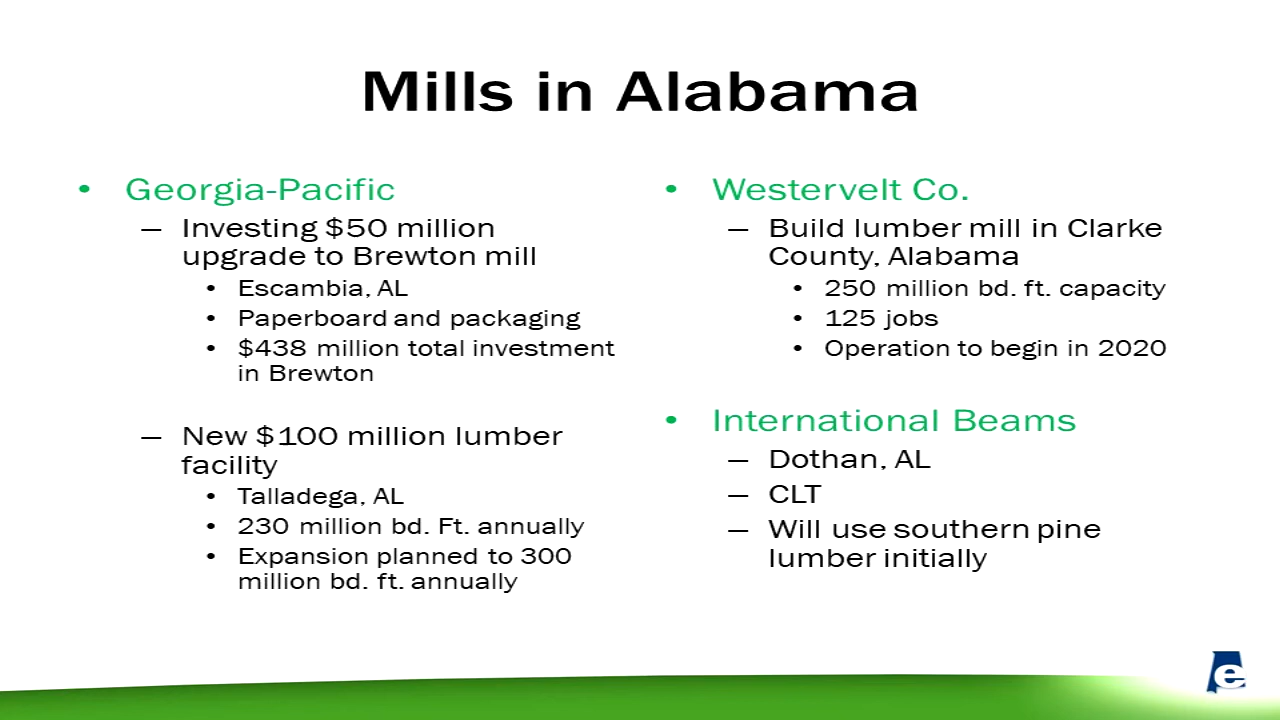 Mills in Alabama
• Georgia-Pacific
– Investing $50 million
upgrade to Brewton mill
• Escambia, AL
• Paperboard and packaging
• $438 million total investment
in Brewton
– New $100 million lumber
facility
• Talladega, AL
• 230 million bd. Ft. annually
• Expansion planned to 300
million bd. ft. annually
• Westervelt Co.
– Build lumber mill in Clarke
County, Alabama
• 250 million bd. ft. capacity
• 125 jobs
• Operation to begin in 2020
• International Beams
– Dothan, AL
– CLT
– Will use southern pine
lumber initially
e